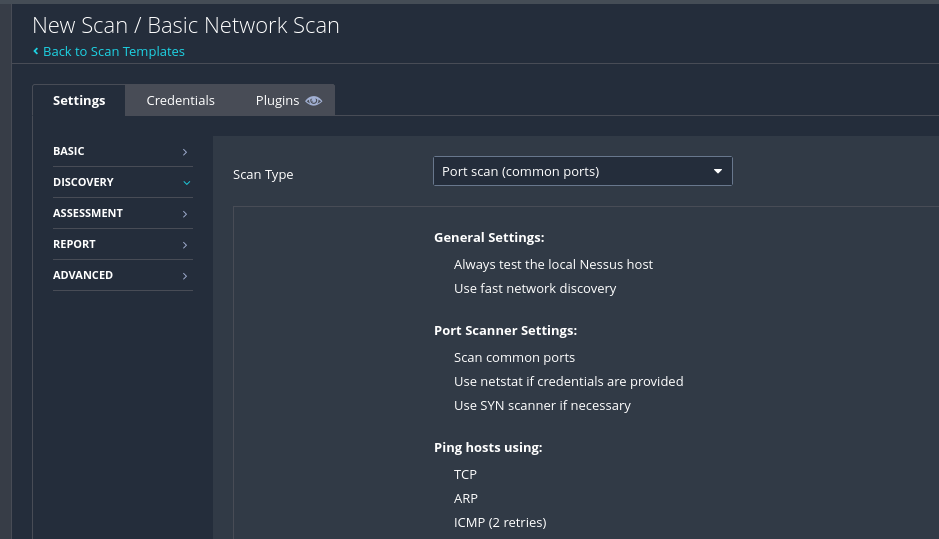 New Scan / Basic Network Scan
Back to Scan Templates
Settings
Credentials
Plugins
BASIC
DISCOVERY
ASSESSMENT
REPORT
ADVANCED
Scan Type
Port scan (common ports)
General Settings:
Always test the local Nessus host
Use fast network discovery
Port Scanner Settings:
Scan common ports
Use netstat if credentials are provided
Use SYN scanner if necessary
Ping hosts using:
TCP
ARP
ICMP (2 retries)